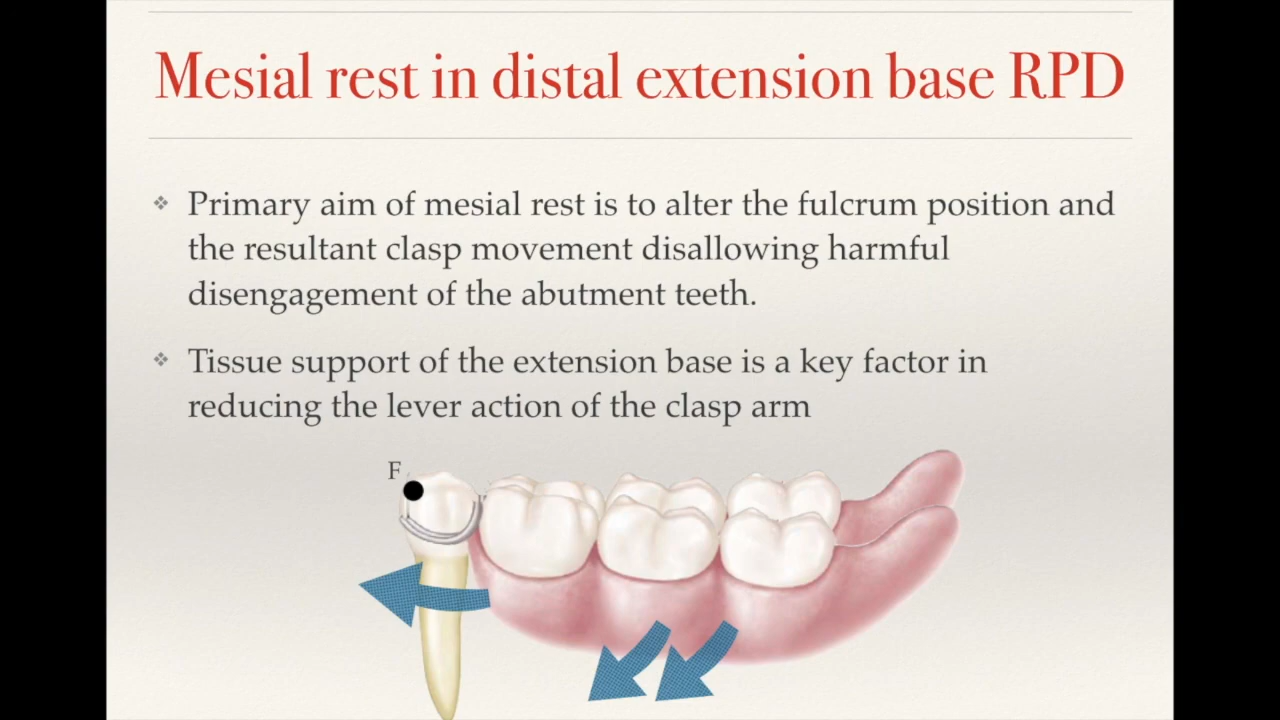 Mesial rest in distal extension base RPD
Primary aim of mesial rest is to alter the fulcrum position and
the resultant clasp movement disallowing harmful
disengagement of the abutment teeth.
Tissue support of the extension base is a key factor in
reducing the lever action of the clasp arm
F